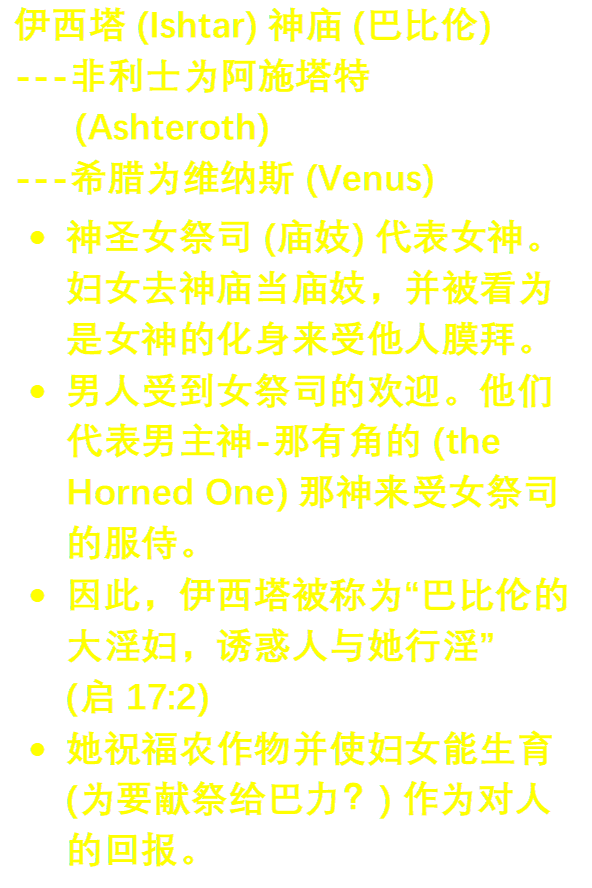 伊西塔 (Ishtar) 神庙 (巴比伦)
---非利士为阿施塔特
(Ashteroth)
---希腊为维纳斯 (Venus)
• 神圣女祭司 (庙妓) 代表女神。
妇女去神庙当庙妓，并被看为
是女神的化身来受他人膜拜。
• 男人受到女祭司的欢迎。他们
代表男主神-那有角的 (the
Horned One) 那神来受女祭司
的服侍。
• 因此，伊西塔被称为“巴比伦的
大淫妇，诱惑人与她行淫”
(启 17:2)
• 她祝福农作物并使妇女能生育
(为要献祭给巴力？) 作为对人
的回报。